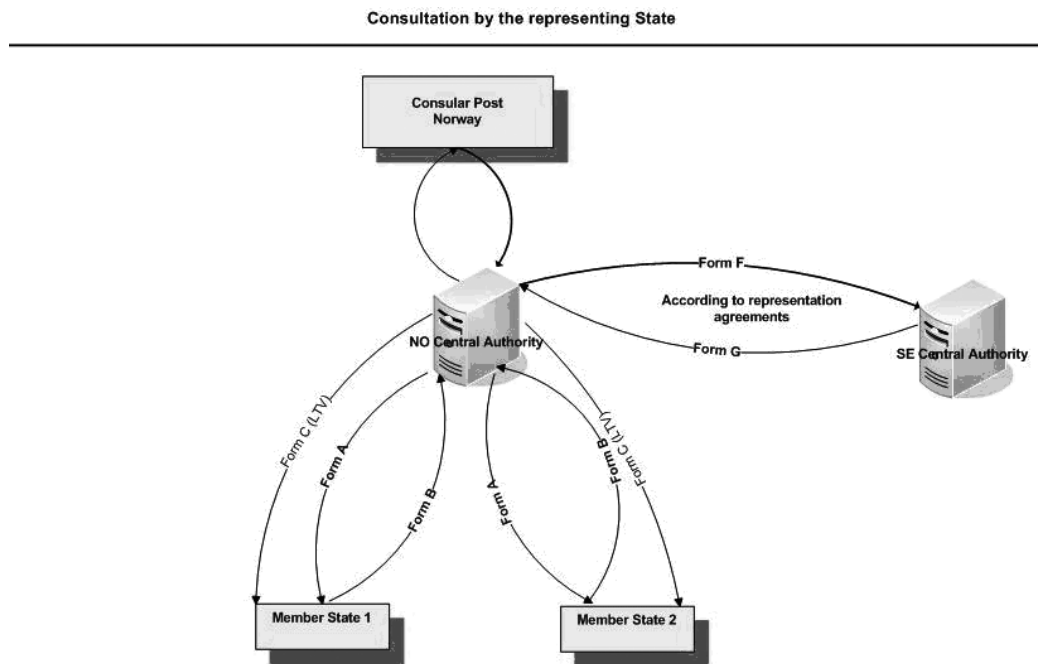 Consultation by the representing State
Consular Post
Norway
Form F
According to representation
agreements
NO Central Authority
Form G
SE Central Authority
Form C (LTV)
Form A
Form B
Form A
Form B
Form C (LTV)
Member State 1
Member State 2